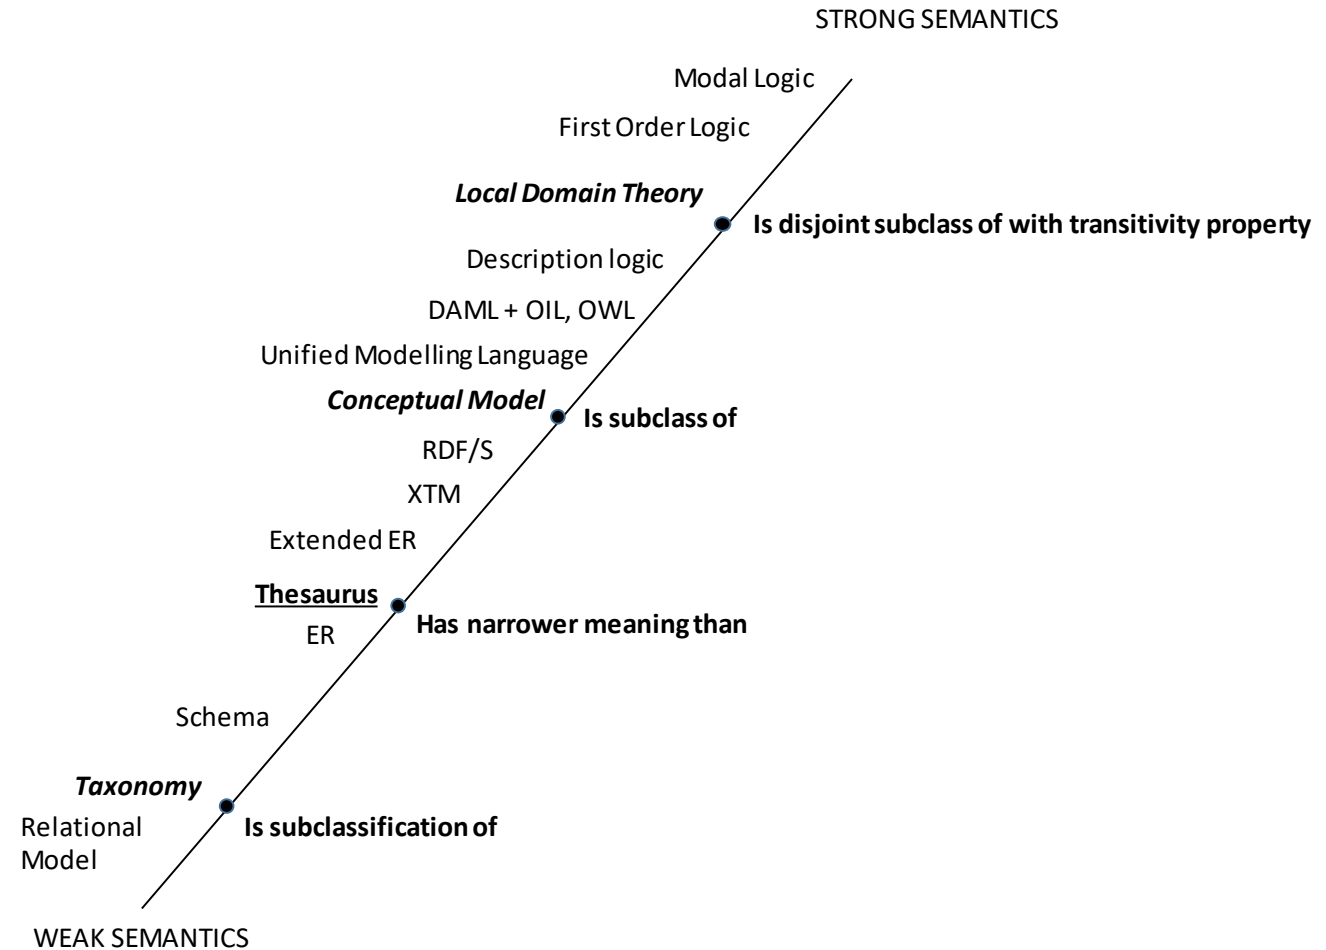 STRONG SEMANTICS
Modal Logic
First Order Logic
Local Domain Theory
Is disjoint subclass of with transitivity property
Description logic
DAML + OIL, OWL
Unified Modelling Language
Conceptual Model
Is subclass of
RDF/S
XTM
Extended ER
Thesaurus
Has narrower meaning than
ER
Schema
Taxonomy
Is subclassification of
Relational
Model
WEAK SEMANTICS